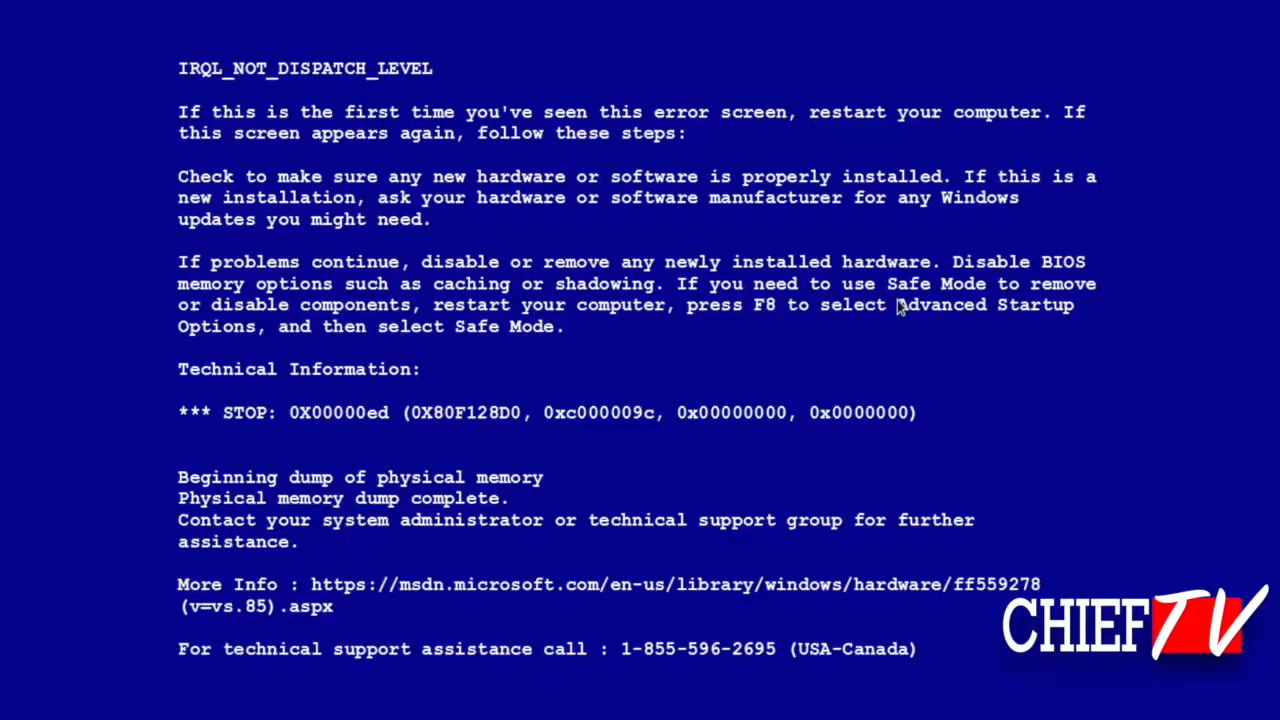 IRQL_NOT_DISPATCH_LEVEL
If this is the first time you've seen this error screen, restart your computer. If
this screen appears again, follow these steps:
Check to make sure any new hardware or software is properly installed. If this is a
new installation, ask your hardware or software manufacturer for any Windows
updates you might need.
If problems continue, disable or remove any newly installed hardware. Disable BIOS
memory options such as caching or shadowing. If you need to use Safe Mode to remove
or disable components, restart your computer, press F8 to select Advanced Startup
Options, and then select Safe Mode.
Technical Information:
*** STOP: 0X00000ed (0X80F128D0, 0xc000009c, 0x00000000, 0x0000000)
Beginning dump of physical memory
Physical memory dump complete.
Contact your system administrator or technical support group for further
assistance.
More Info : https://msdn.microsoft.com/en-us/library/windows/hardware/ff559278
(v=vs.85).aspx
For technical support assistance call : 1-855-596-2695 (USA-Canada)
CHIEF TV